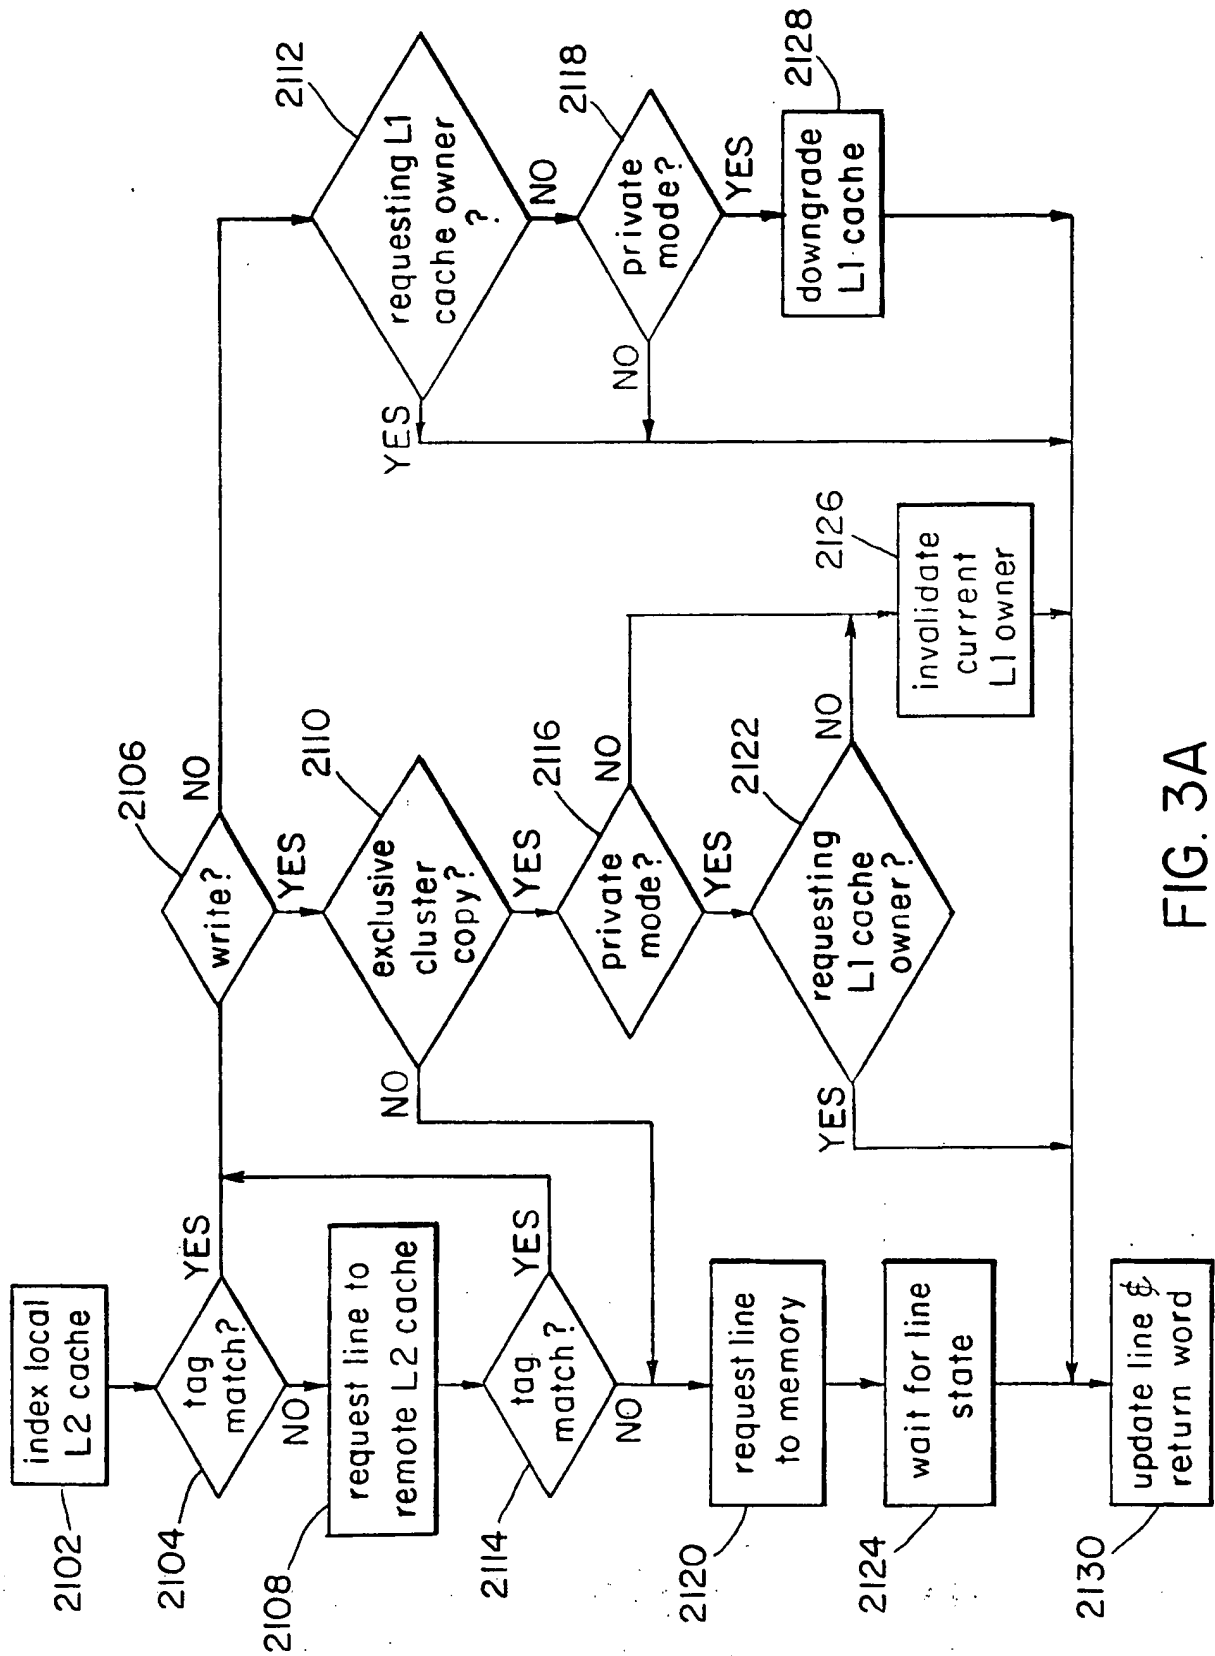 2102
index local
L2 cache
2104
tag
match?
YES
NO
2106
write?
NO
YES
2108
request line to
remote L2 cache
2110
exclusive
cluster
copy?
NO
YES
2112
requesting L1
cache owner
?
YES
NO
2114
tag
match?
YES
NO
2116
private
mode?
NO
YES
2118
private
mode?
NO
YES
2120
request line
to memory
2122
requesting
L1 cache
owner?
YES
NO
2124
wait for line
state
2126
invalidate
current
L1 owner
2128
downgrade
L1 cache
2130
update line &
return word
FIG. 3A